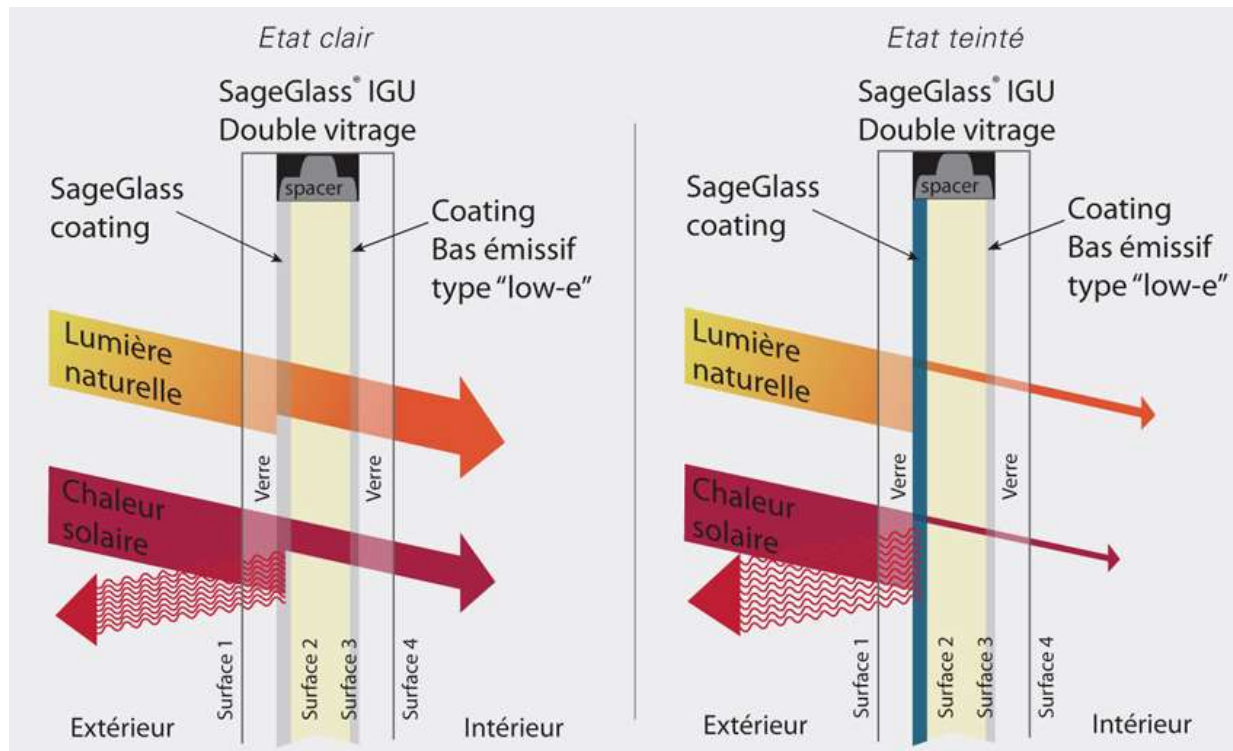 Etat clair
SageGlass® IGU
Double vitrage
SageGlass
coating
spacer
Coating
Bas émissif
type “low-e”
Lumière
naturelle
Verre
Verre
Chaleur
solaire
Surface 1
Surface 2
Surface 3
Surface 4
Extérieur
Intérieur
Etat teinté
SageGlass® IGU
Double vitrage
SageGlass
coating
spacer
Coating
Bas émissif
type “low-e”
Lumière
naturelle
Verre
Verre
Chaleur
solaire
Surface 1
Surface 2
Surface 3
Surface 4
Extérieur
Intérieur